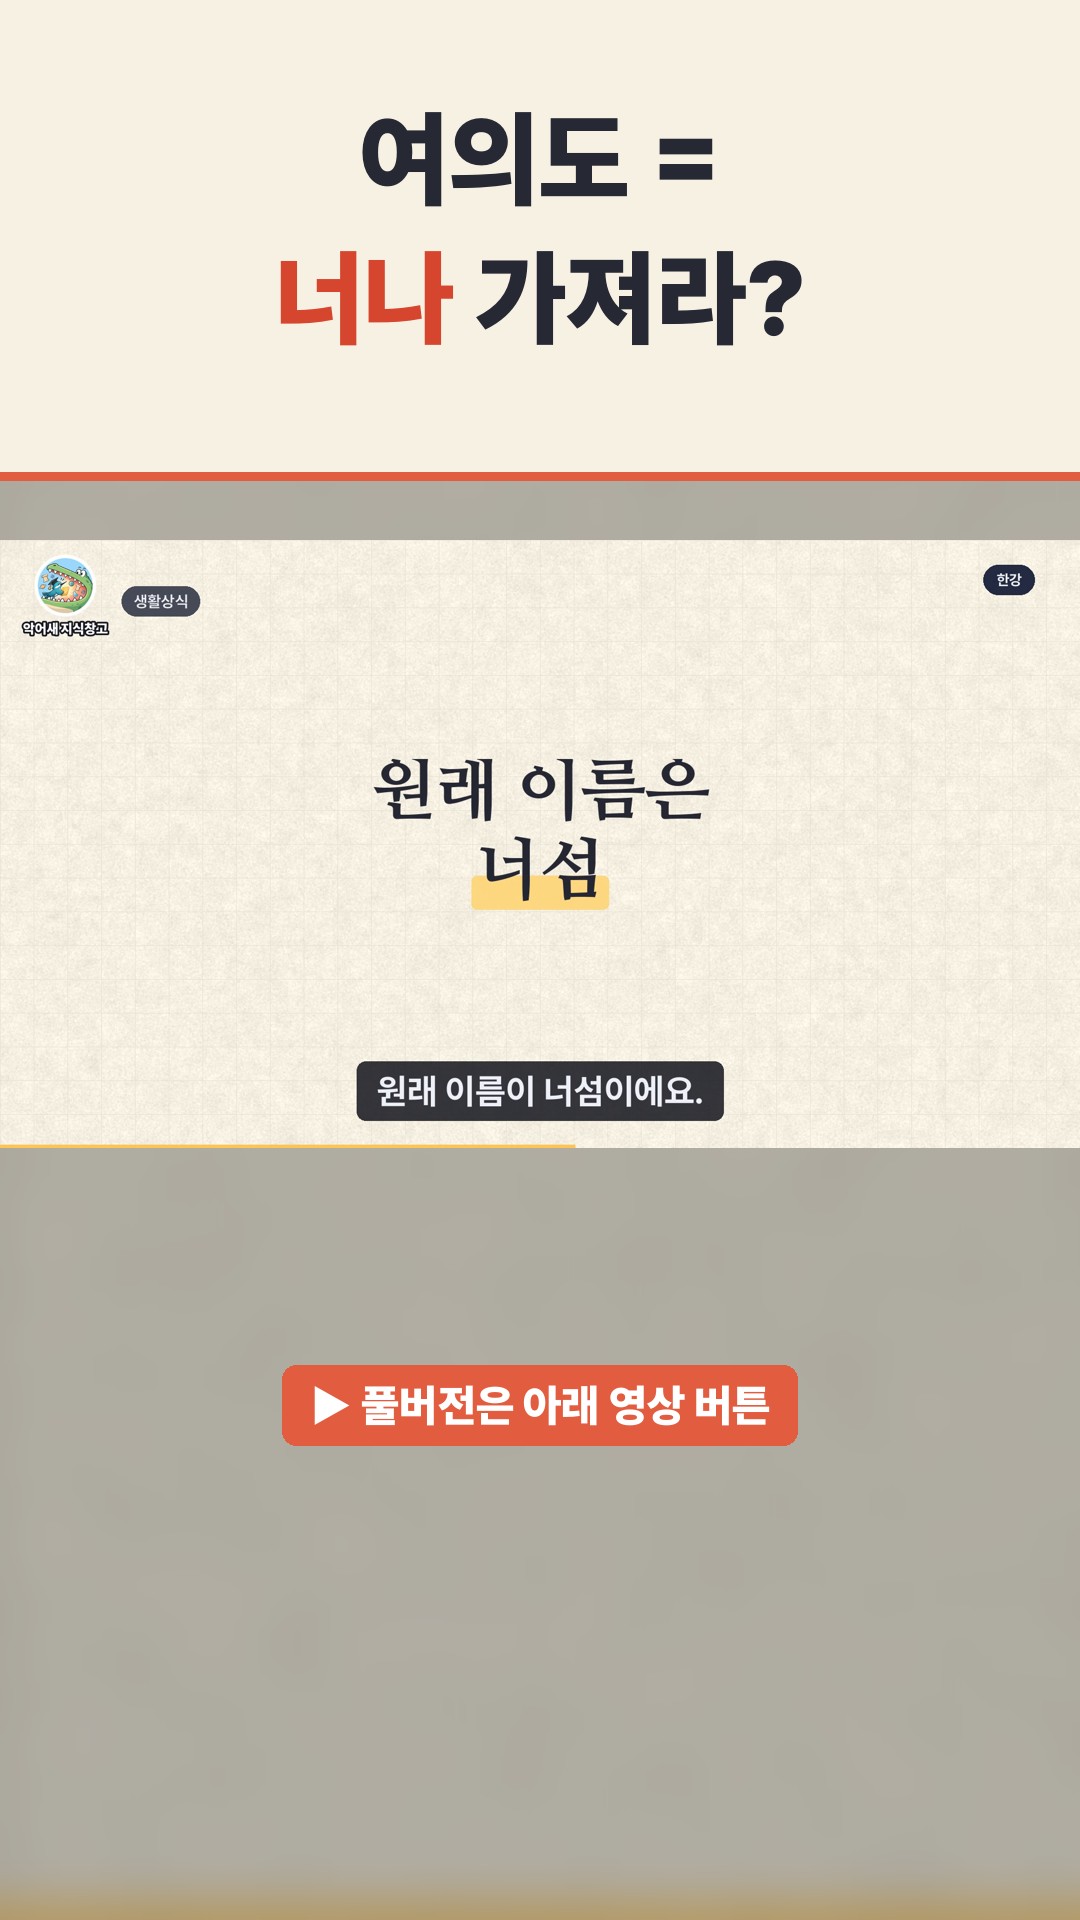 여의도 =
너나 가져라?
생활상식
한강
악어새 지식창고
원래 이름은
너섬
원래 이름이 너섬이에요.
▶ 풀버전은 아래 영상 버튼